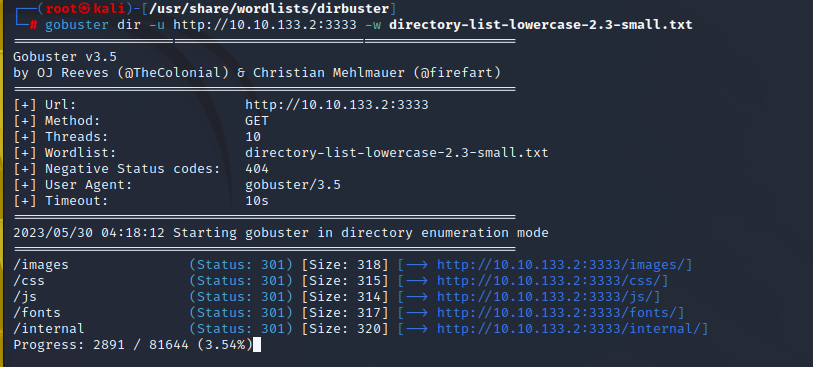 ┌──(root㉿kali)-[/usr/share/wordlists/dirbuster]
└─# gobuster dir -u http://10.10.133.2:3333 -w directory-list-lowercase-2.3-small.txt
===============================================================
Gobuster v3.5
by OJ Reeves (@TheColonial) & Christian Mehlmauer (@firefart)
===============================================================
[+] Url:                     http://10.10.133.2:3333
[+] Method:                  GET
[+] Threads:                 10
[+] Wordlist:                directory-list-lowercase-2.3-small.txt
[+] Negative Status codes:   404
[+] User Agent:              gobuster/3.5
[+] Timeout:                 10s
===============================================================
2023/05/30 04:18:12 Starting gobuster in directory enumeration mode
===============================================================
/images               (Status: 301) [Size: 318] [--> http://10.10.133.2:3333/images/]
/css                  (Status: 301) [Size: 315] [--> http://10.10.133.2:3333/css/]
/js                   (Status: 301) [Size: 314] [--> http://10.10.133.2:3333/js/]
/fonts                (Status: 301) [Size: 317] [--> http://10.10.133.2:3333/fonts/]
/internal             (Status: 301) [Size: 320] [--> http://10.10.133.2:3333/internal/]
Progress: 2891 / 81644 (3.54%)